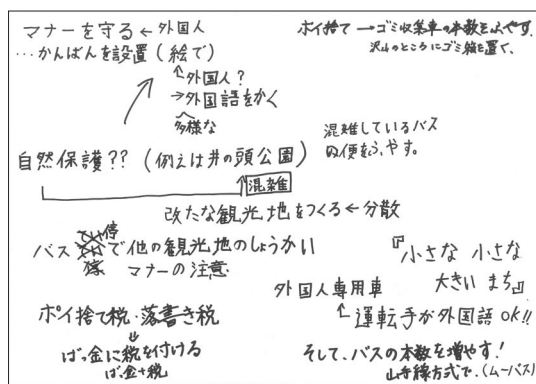 マナーを守る ← 外国人
…かんばんを設置(絵で)
↑外国人?
→外国語をかく
多様な
ポイ捨て → ゴミ収集車の本数をふやす。
沢山のところにゴミ箱を置て、
自然保護?? (例えば井の頭公園)
↑混雑
混雑しているバス
の便をふやす。
改たな観光地をつくる ← 分散
バス停で他の観光地のしょうかい
マナーの注意
『小さな 小さな
大きい まち』
外国人専用車
↑運転手が外国語OK!!
ポイ捨て税・落書き税
⇓
ばっ金に税を付ける
ばっ金+税
そして、バスの本数を増やす!
山手線方式で、(ムーバス)